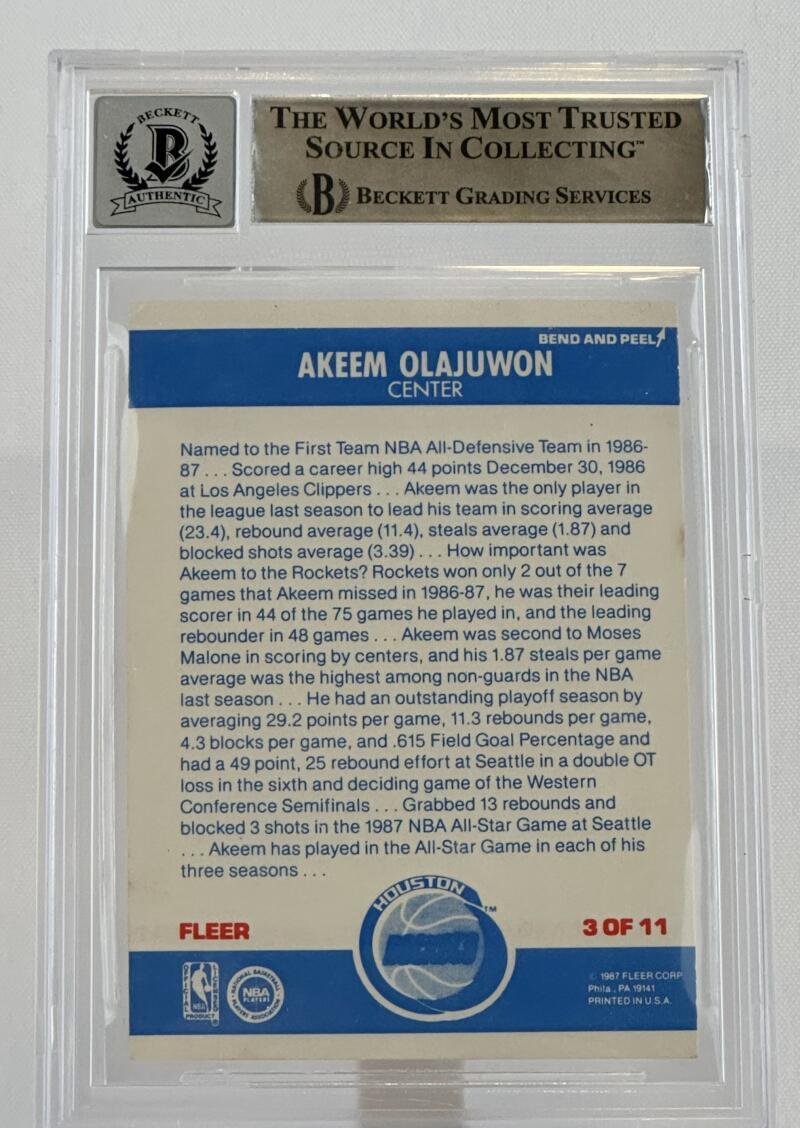 BECKETT
B
AUTHENTIC
THE WORLD'S MOST TRUSTED
SOURCE IN COLLECTING™
B BECKETT GRADING SERVICES
BEND AND PEEL
AKEEM OLAJUWON
CENTER
Named to the First Team NBA All-Defensive Team in 1986-
87 . . . Scored a career high 44 points December 30, 1986
at Los Angeles Clippers . . . Akeem was the only player in
the league last season to lead his team in scoring average
(23.4), rebound average (11.4), steals average (1.87) and
blocked shots average (3.39) . . . How important was
Akeem to the Rockets? Rockets won only 2 out of the 7
games that Akeem missed in 1986-87, he was their leading
scorer in 44 of the 75 games he played in, and the leading
rebounder in 48 games . . . Akeem was second to Moses
Malone in scoring by centers, and his 1.87 steals per game
average was the highest among non-guards in the NBA
last season . . . He had an outstanding playoff season by
averaging 29.2 points per game, 11.3 rebounds per game,
4.3 blocks per game, and .615 Field Goal Percentage and
had a 49 point, 25 rebound effort at Seattle in a double OT
loss in the sixth and deciding game of the Western
Conference Semifinals . . . Grabbed 13 rebounds and
blocked 3 shots in the 1987 NBA All-Star Game at Seattle
. . . Akeem has played in the All-Star Game in each of his
three seasons . . .
HOUSTON
™
FLEER
3 OF 11
OFFICIAL LICENSED PRODUCT
NBA
®
NATIONAL BASKETBALL PLAYERS ASSOCIATION
NBA
PLAYERS
© 1987 FLEER CORP
Phila., PA 19141
PRINTED IN U.S.A.